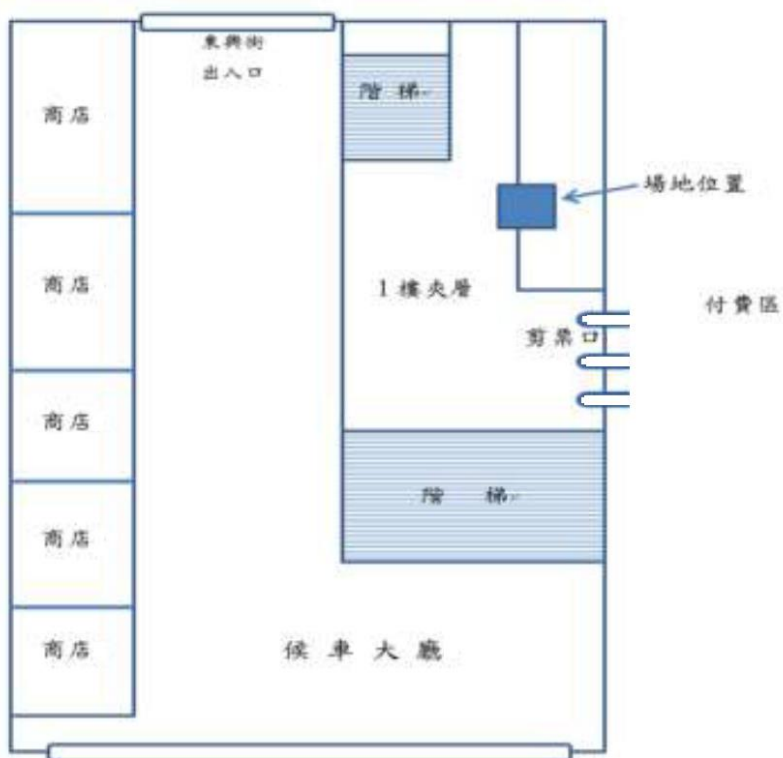 東興街
出入口
階 梯
商店
場地位置
商店
1 樓夾層
付費區
剪票口
商店
階 梯
商店
商店
候 車 大 廳